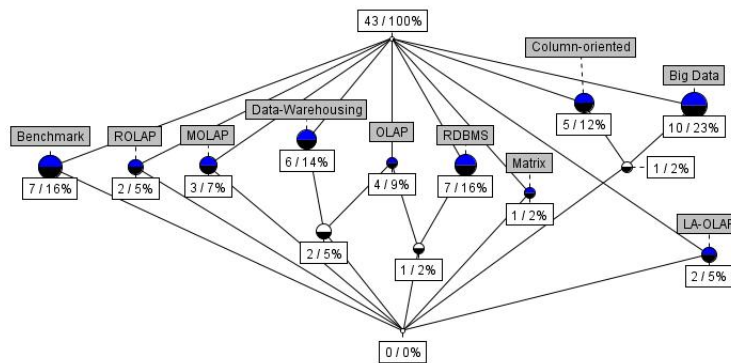 43 / 100%
Column-oriented
Big Data
Data-Warehousing
OLAP
RDBMS
Benchmark
ROLAP
MOLAP
Matrix
5 / 12%
10 / 23%
6 / 14%
4 / 9%
7 / 16%
1 / 2%
7 / 16%
2 / 5%
3 / 7%
1 / 2%
LA-OLAP
2 / 5%
1 / 2%
2 / 5%
0 / 0%